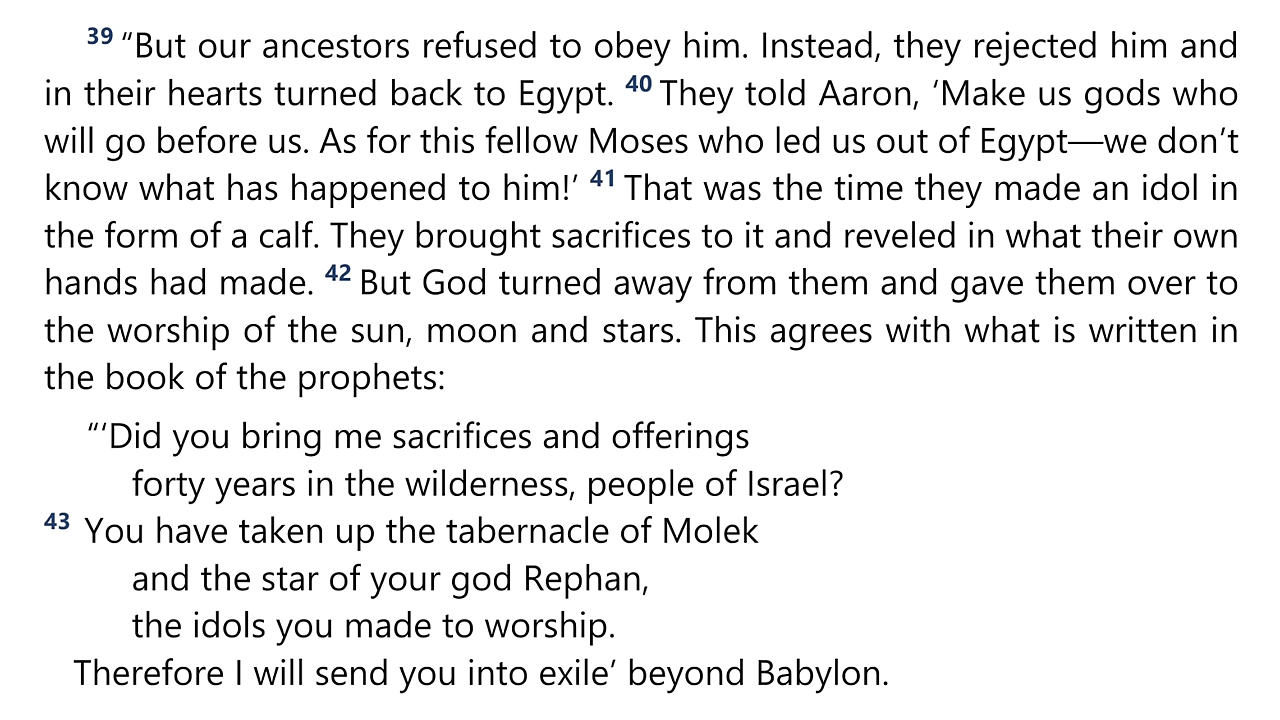 39 “But our ancestors refused to obey him. Instead, they rejected him and
in their hearts turned back to Egypt. 40 They told Aaron, ‘Make us gods who
will go before us. As for this fellow Moses who led us out of Egypt—we don’t
know what has happened to him!’ 41 That was the time they made an idol in
the form of a calf. They brought sacrifices to it and reveled in what their own
hands had made. 42 But God turned away from them and gave them over to
the worship of the sun, moon and stars. This agrees with what is written in
the book of the prophets:
“‘Did you bring me sacrifices and offerings
forty years in the wilderness, people of Israel?
43 You have taken up the tabernacle of Molek
and the star of your god Rephan,
the idols you made to worship.
Therefore I will send you into exile’ beyond Babylon.